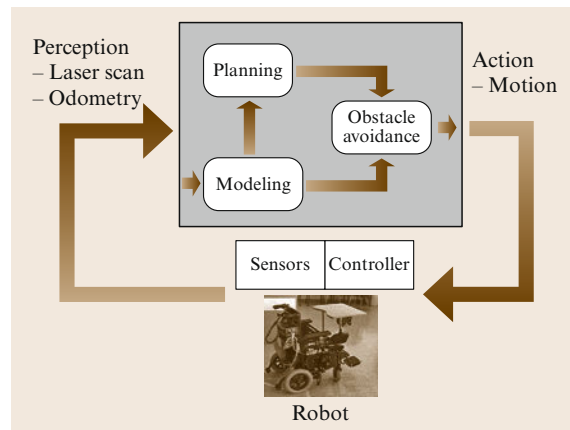 Perception
– Laser scan
– Odometry
Planning
Modeling
Obstacle
avoidance
Action
– Motion
Sensors
Controller
Robot